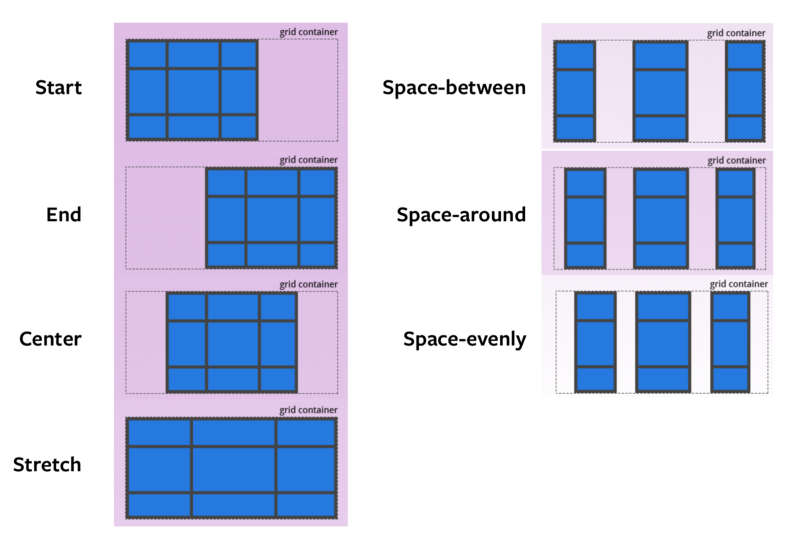 grid container
Start
grid container
End
grid container
Center
grid container
Stretch
grid container
Space-between
grid container
Space-around
grid container
Space-evenly